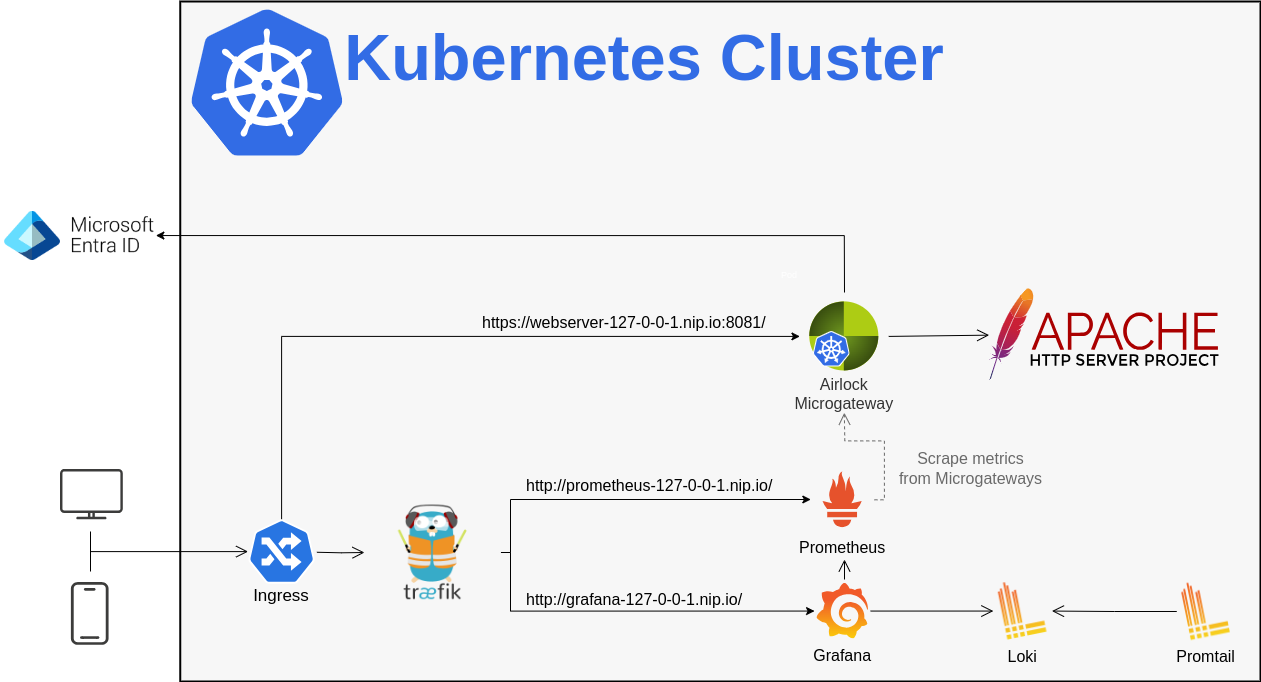 Kubernetes Cluster
Microsoft
Entra ID
https://webserver-127-0-0-1.nip.io:8081/
APACHE
HTTP SERVER PROJECT
Airlock
Microgateway
Scrape metrics
from Microgateways
http://prometheus-127-0-0-1.nip.io/
Prometheus
træfik
Ingress
http://grafana-127-0-0-1.nip.io/
Grafana
Loki
Promtail